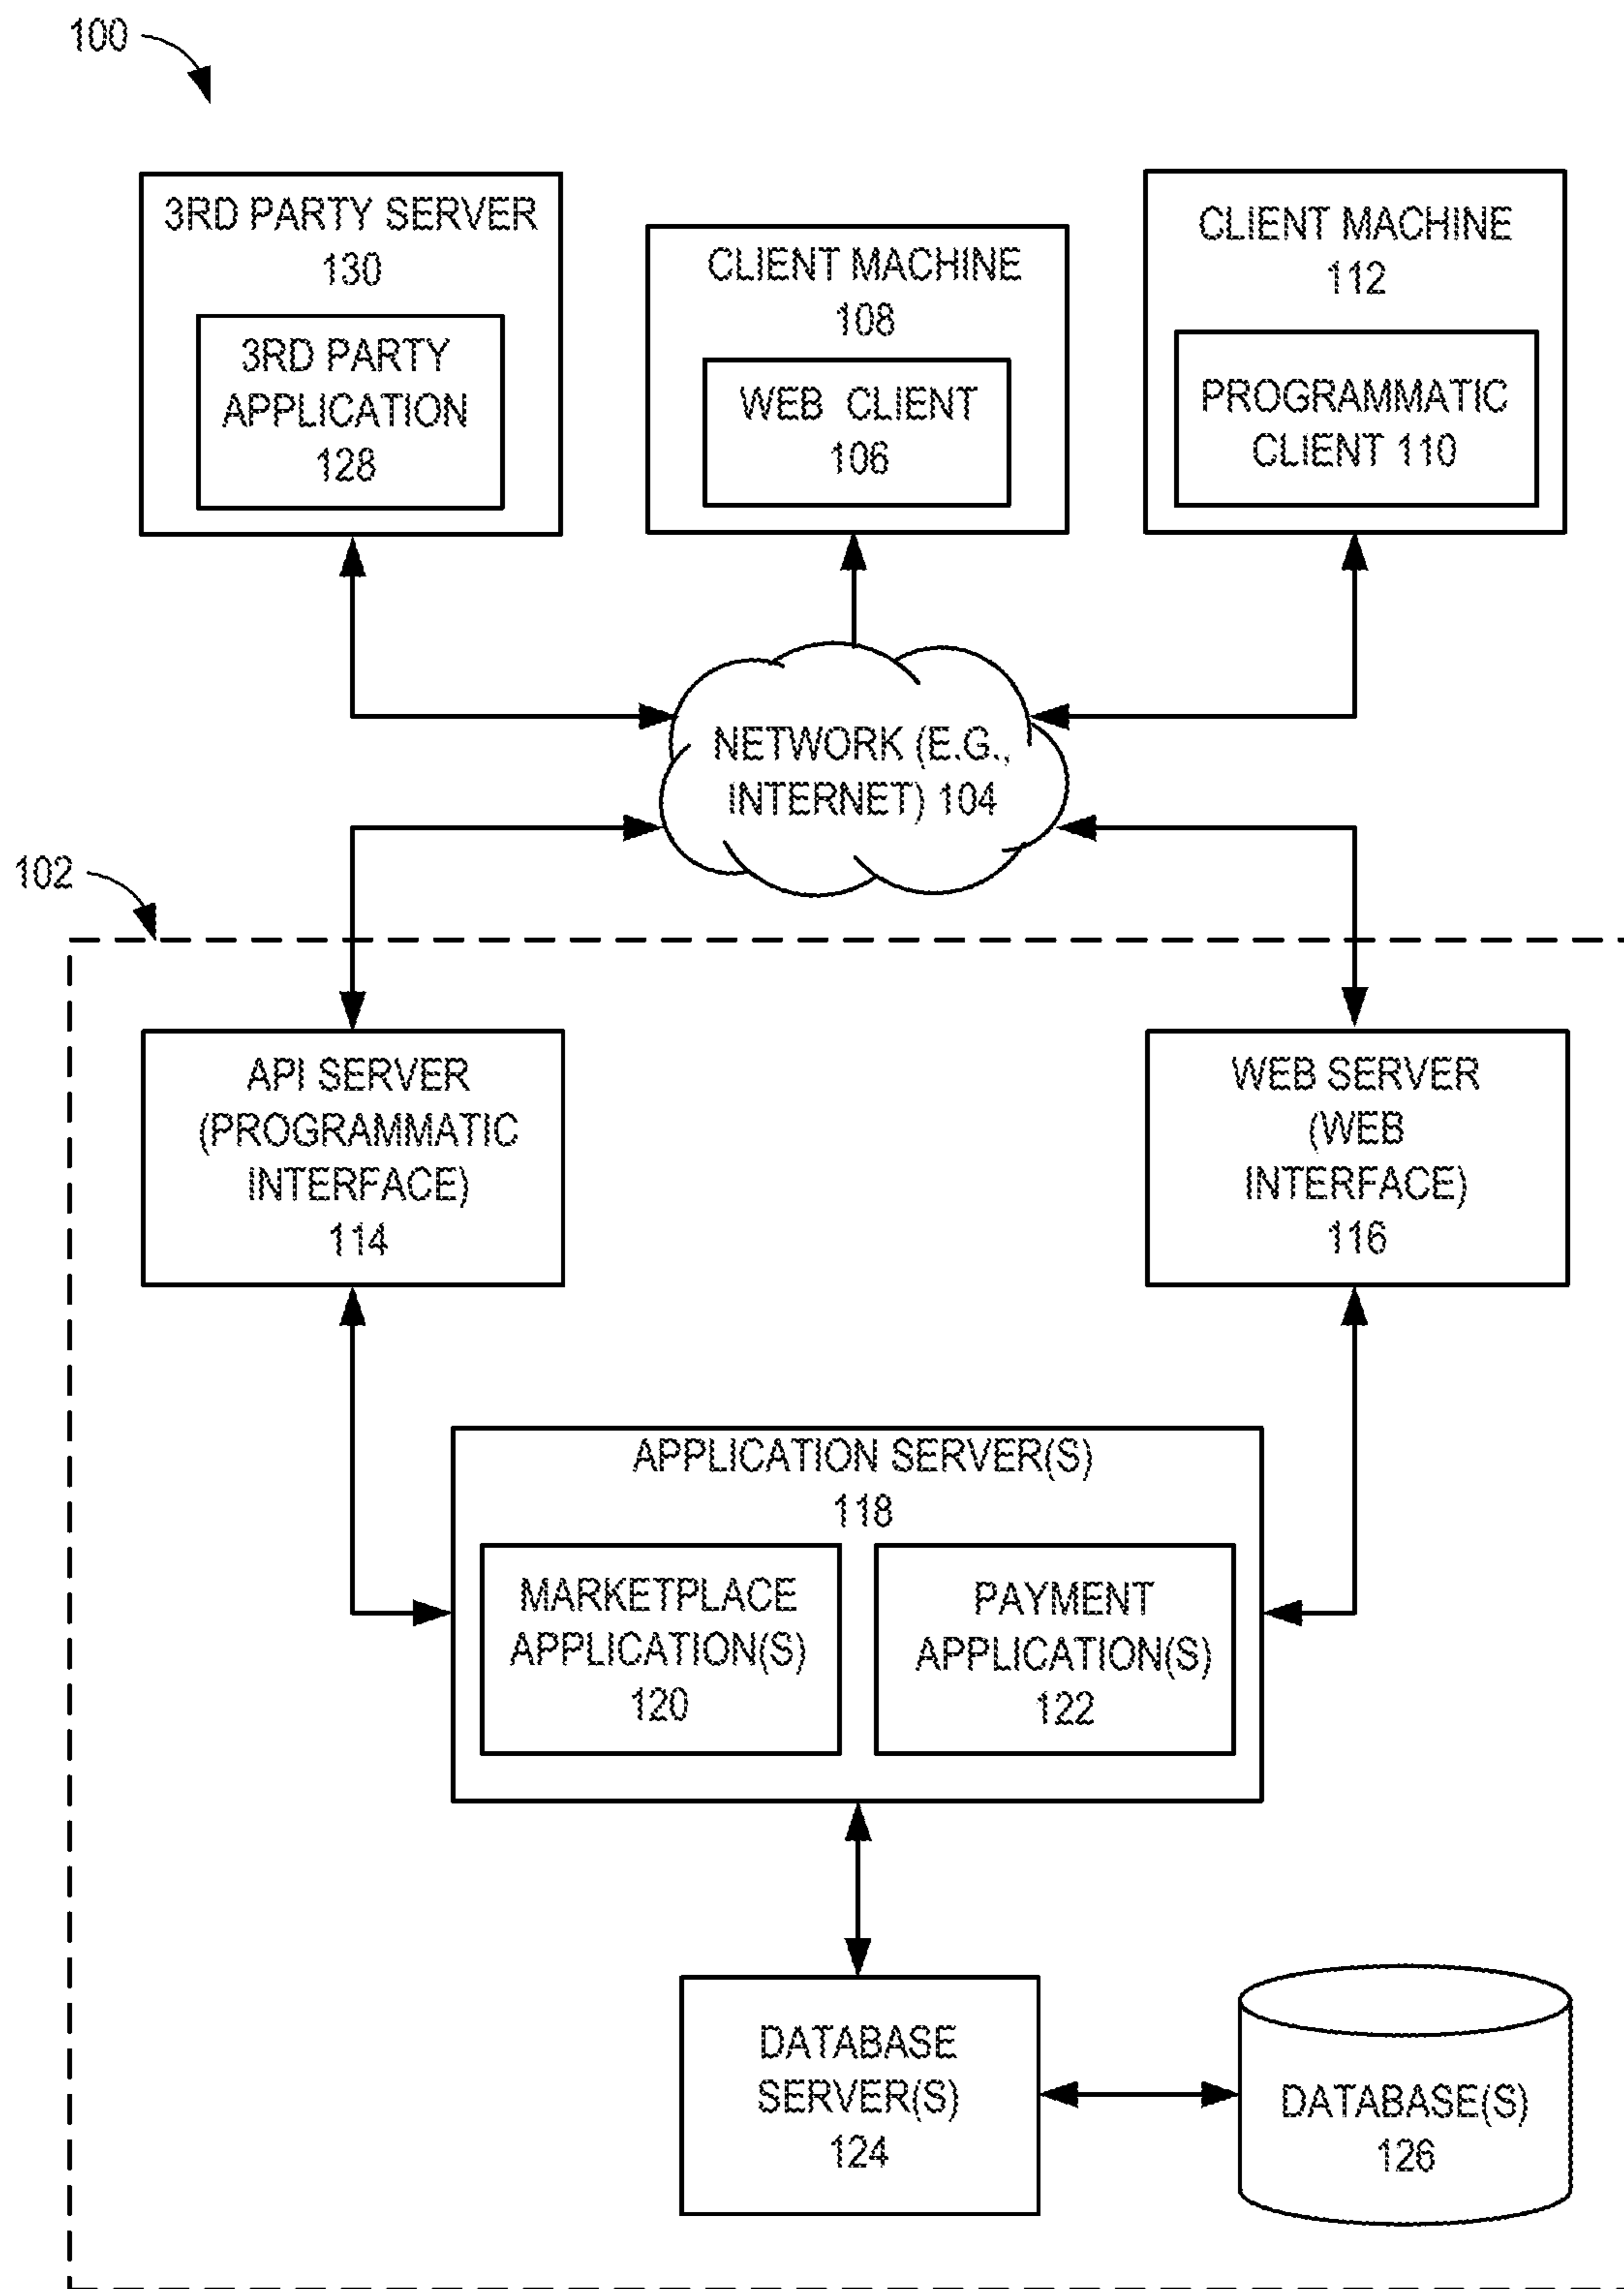 100
3RD PARTY SERVER
130
3RD PARTY
APPLICATION
128
CLIENT MACHINE
108
WEB CLIENT
106
CLIENT MACHINE
112
PROGRAMMATIC
CLIENT 110
NETWORK (E.G.,
INTERNET) 104
102
API SERVER
(PROGRAMMATIC
INTERFACE)
114
WEB SERVER
(WEB
INTERFACE)
116
APPLICATION SERVER(S)
118
MARKETPLACE
APPLICATION(S)
120
PAYMENT
APPLICATION(S)
122
DATABASE
SERVER(S)
124
DATABASE(S)
126